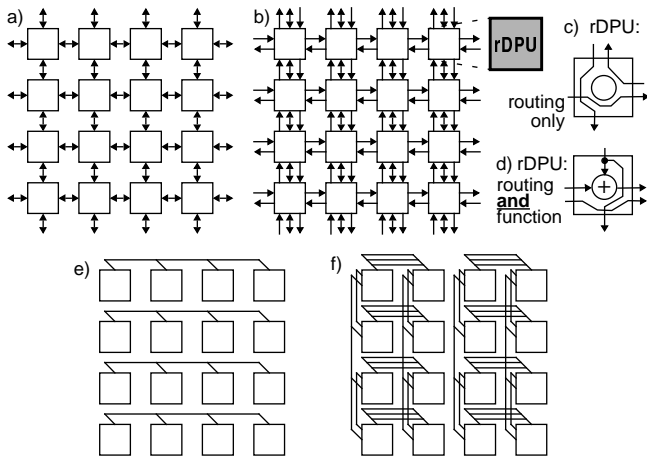 a)
b)
rDPU
c) rDPU:
routing
only
d) rDPU:
routing
and
function
+
e)
f)